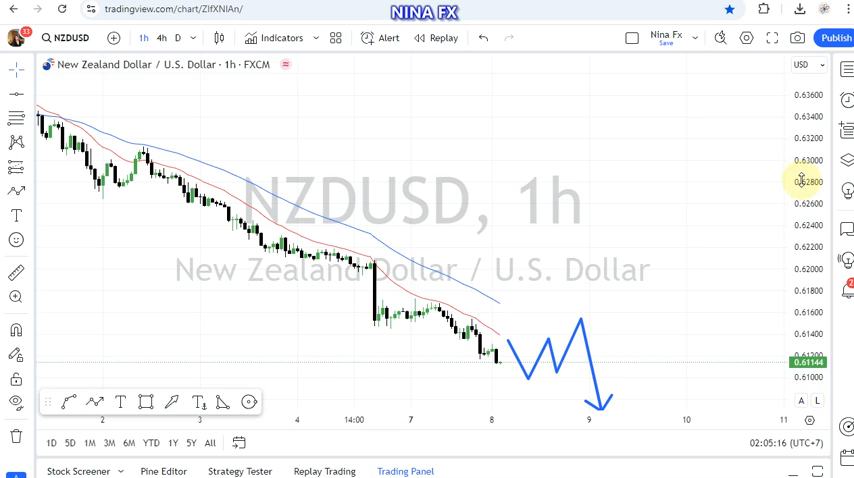 NINA FX
tradingview.com/chart/ZlfXNIAn/
33 NZDUSD 1h 4h D Indicators Alert Replay Nina Fx Save Publish
New Zealand Dollar / U.S. Dollar · 1h · FXCM USD
0.63600
0.63400
0.63200
0.63000
0.62800
0.62600
0.62400
0.62200
0.62000
0.61800
0.61600
0.61400
0.61200
0.61144
0.61000
NZDUSD, 1h
New Zealand Dollar / U.S. Dollar
A L
2 3 4 14:00 7 8 9 10 11
1D 5D 1M 3M 6M YTD 1Y 5Y All 02:05:16 (UTC+7)
Stock Screener Pine Editor Strategy Tester Replay Trading Trading Panel